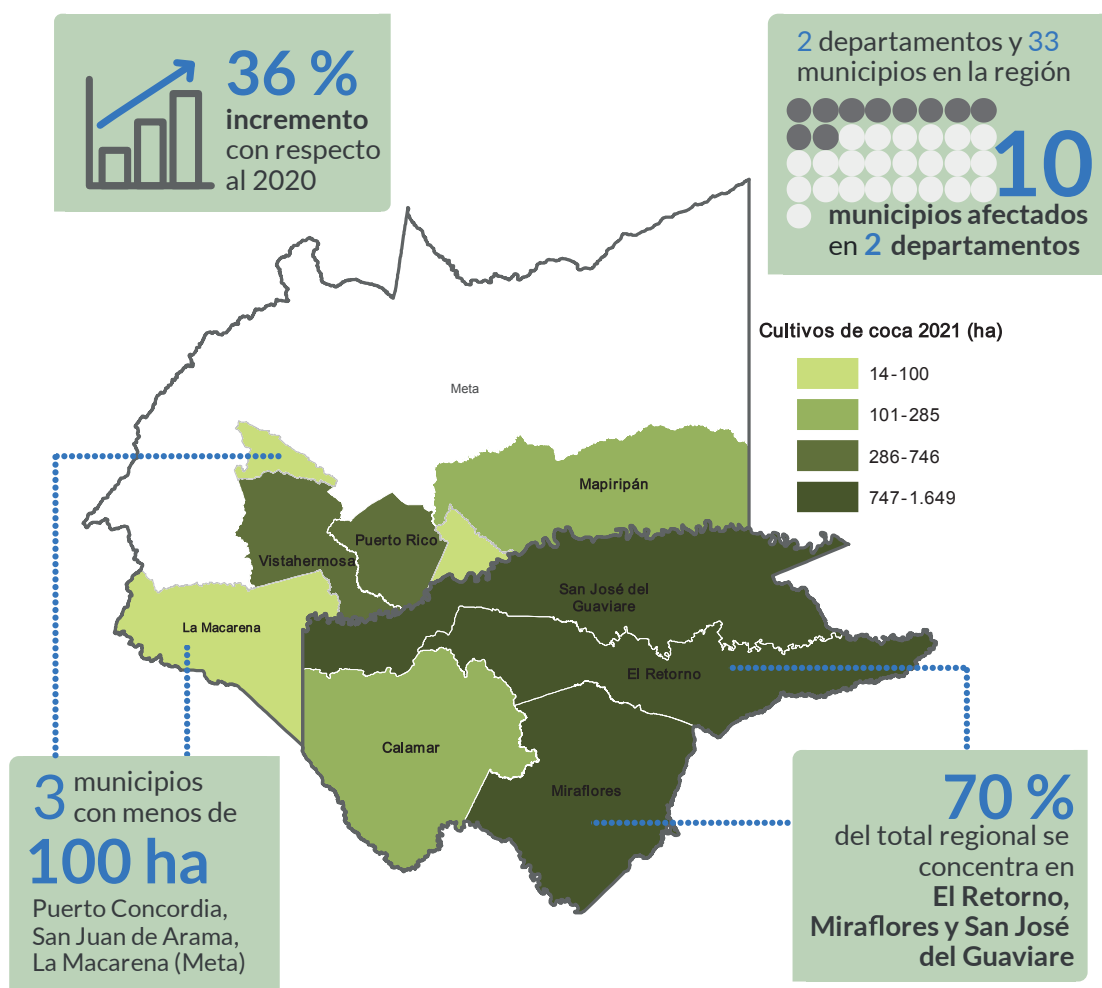 36 %
incremento
con respecto
al 2020
2 departamentos y 33
municipios en la región
10
municipios afectados
en 2 departamentos
Cultivos de coca 2021 (ha)
14-100
101-285
286-746
747-1.649
Meta
Mapiripán
Puerto Rico
Vistahermosa
San José del
Guaviare
La Macarena
El Retorno
Calamar
Miraflores
3 municipios
con menos de
100 ha
Puerto Concordia,
San Juan de Arama,
La Macarena (Meta)
70 %
del total regional se
concentra en
El Retorno,
Miraflores y San José
del Guaviare